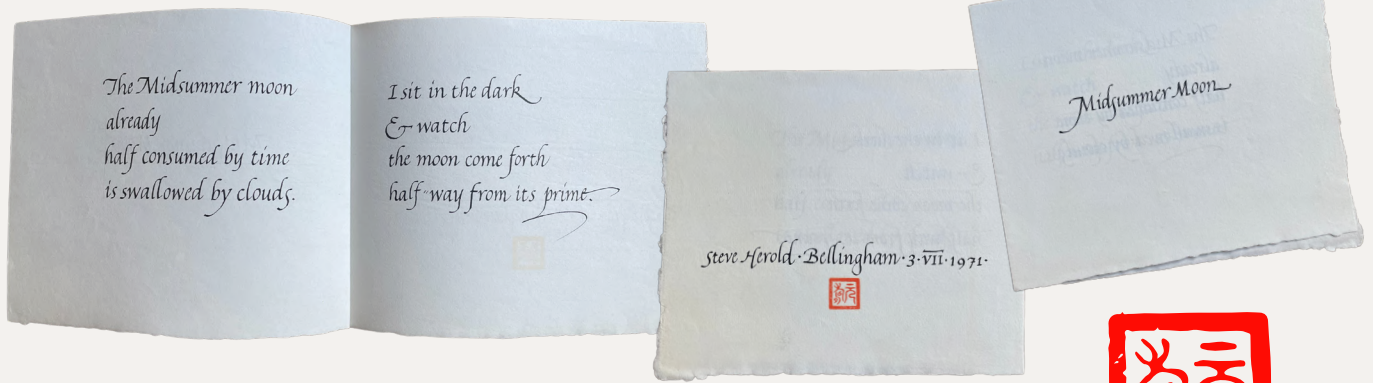 The Midsummer moon
already
half consumed by time
is swallowed by clouds.
I sit in the dark
& watch
the moon come forth
half-way from its prime.
Steve Herold · Bellingham · 3 · VII · 1971 ·
Midsummer Moon